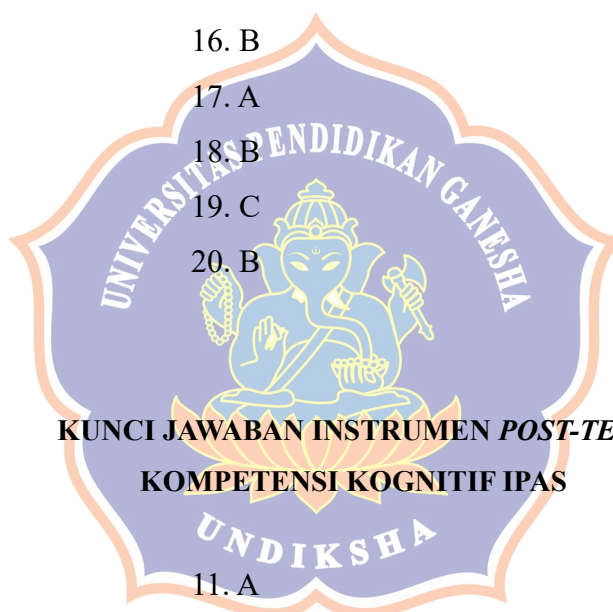 16. B
17. A
18. B
19. C
20. B
UNIVERSITAS PENDIDIKAN GANESHA
KUNCI JAWABAN INSTRUMEN POST-TE
KOMPETENSI KOGNITIF IPAS
UNDIKSHA
11. A